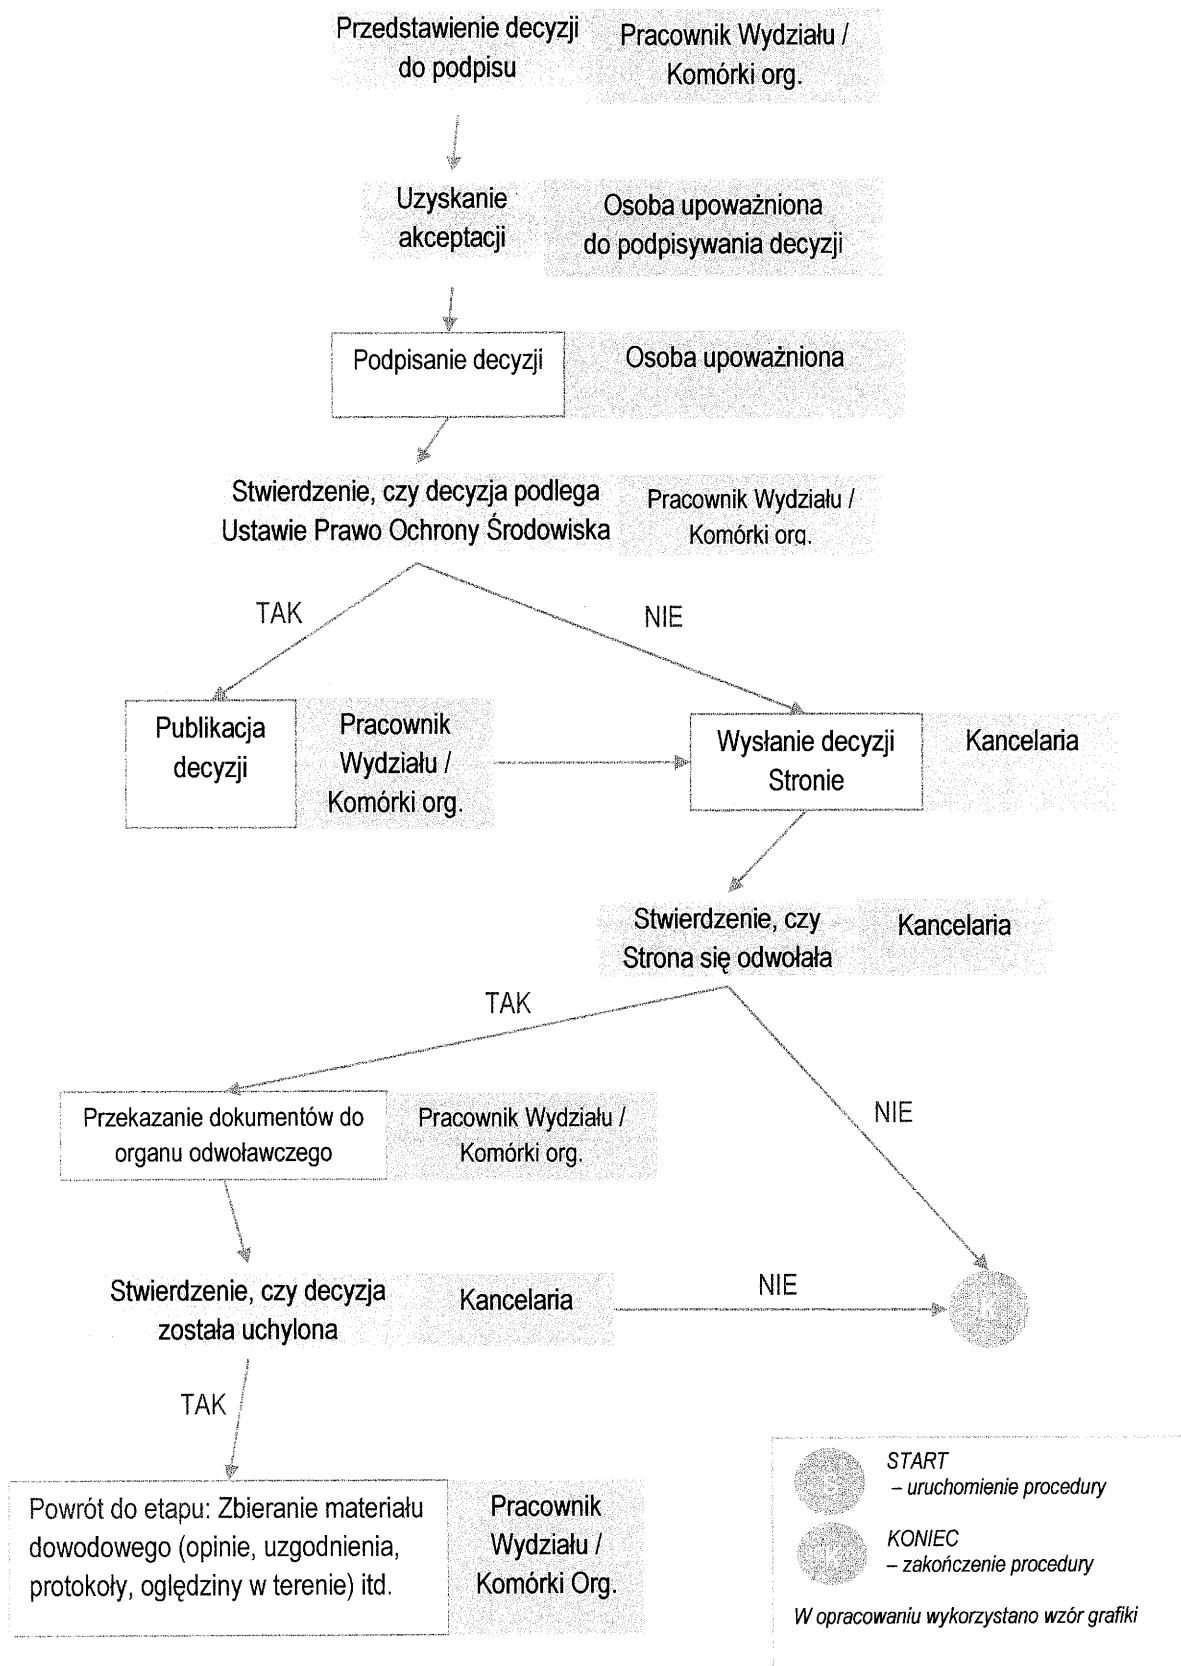 Przedstawienie decyzji
do podpisu
Pracownik Wydziału /
Komórki org.
Uzyskanie
akceptacji
Osoba upoważniona
do podpisywania decyzji
Podpisanie decyzji
Osoba upoważniona
Stwierdzenie, czy decyzja podlega
Ustawie Prawo Ochrony Środowiska
Pracownik Wydziału /
Komórki org.
TAK
NIE
Publikacja
decyzji
Pracownik
Wydziału /
Komórki org.
Wysłanie decyzji
Stronie
Kancelaria
Stwierdzenie, czy
Strona się odwołała
Kancelaria
TAK
NIE
Przekazanie dokumentów do
organu odwoławczego
Pracownik Wydziału /
Komórki org.
Stwierdzenie, czy decyzja
została uchylona
Kancelaria
NIE
K
TAK
Powrót do etapu: Zbieranie materiału
dowodowego (opinie, uzgodnienia,
protokoły, oględziny w terenie) itd.
Pracownik
Wydziału /
Komórki Org.
S
START
– uruchomienie procedury
K
KONIEC
– zakończenie procedury
W opracowaniu wykorzystano wzór grafiki